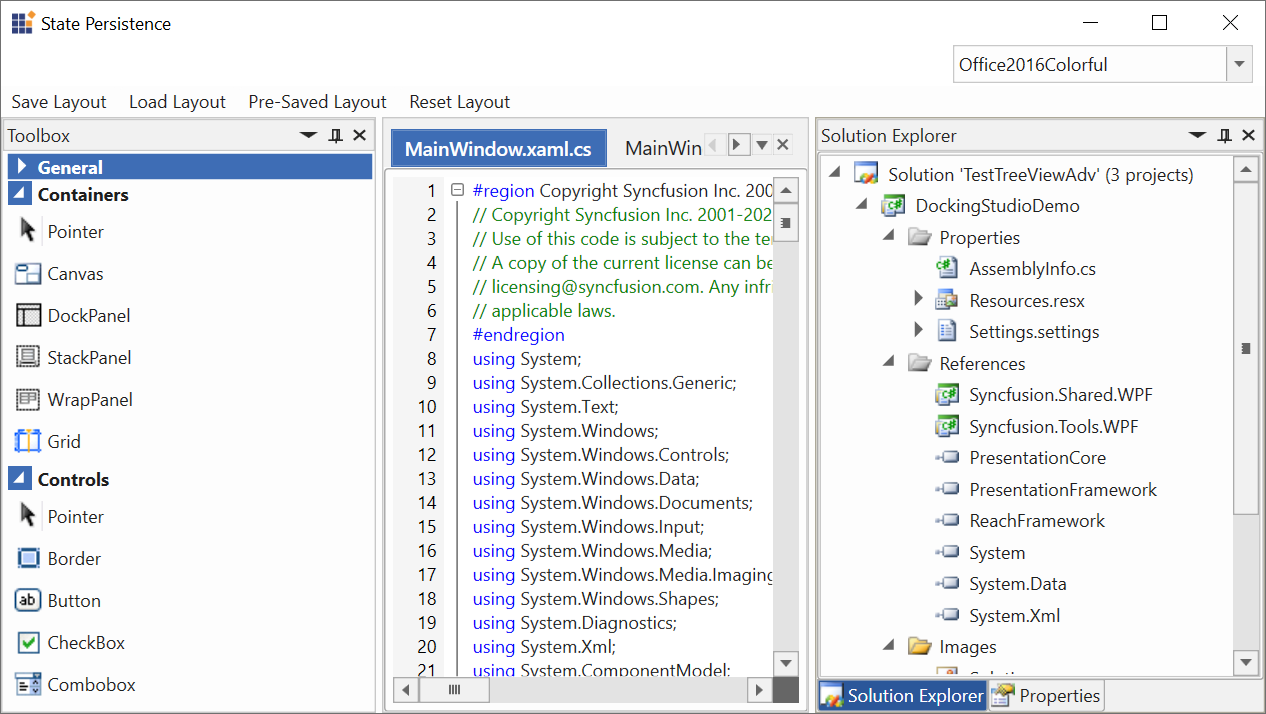 State Persistence
Office2016Colorful
Save Layout Load Layout Pre-Saved Layout Reset Layout
Toolbox
General
Containers
Pointer
Canvas
DockPanel
StackPanel
WrapPanel
Grid
Controls
Pointer
Border
ab Button
CheckBox
Combobox
MainWindow.xaml.cs MainWin
1 #region Copyright Syncfusion Inc. 200
2 // Copyright Syncfusion Inc. 2001-202
3 // Use of this code is subject to the te
4 // A copy of the current license can be
5 // licensing@syncfusion.com. Any infri
6 // applicable laws.
7 #endregion
8 using System;
9 using System.Collections.Generic;
10 using System.Text;
11 using System.Windows;
12 using System.Windows.Controls;
13 using System.Windows.Data;
14 using System.Windows.Documents;
15 using System.Windows.Input;
16 using System.Windows.Media;
17 using System.Windows.Media.Imaging
18 using System.Windows.Shapes;
19 using System.Diagnostics;
20 using System.Xml;
21 using System.ComponentModel;
Solution Explorer
Solution 'TestTreeViewAdv' (3 projects)
DockingStudioDemo
Properties
AssemblyInfo.cs
Resources.resx
Settings.settings
References
Syncfusion.Shared.WPF
Syncfusion.Tools.WPF
PresentationCore
PresentationFramework
ReachFramework
System
System.Data
System.Xml
Images
Solution Explorer Properties